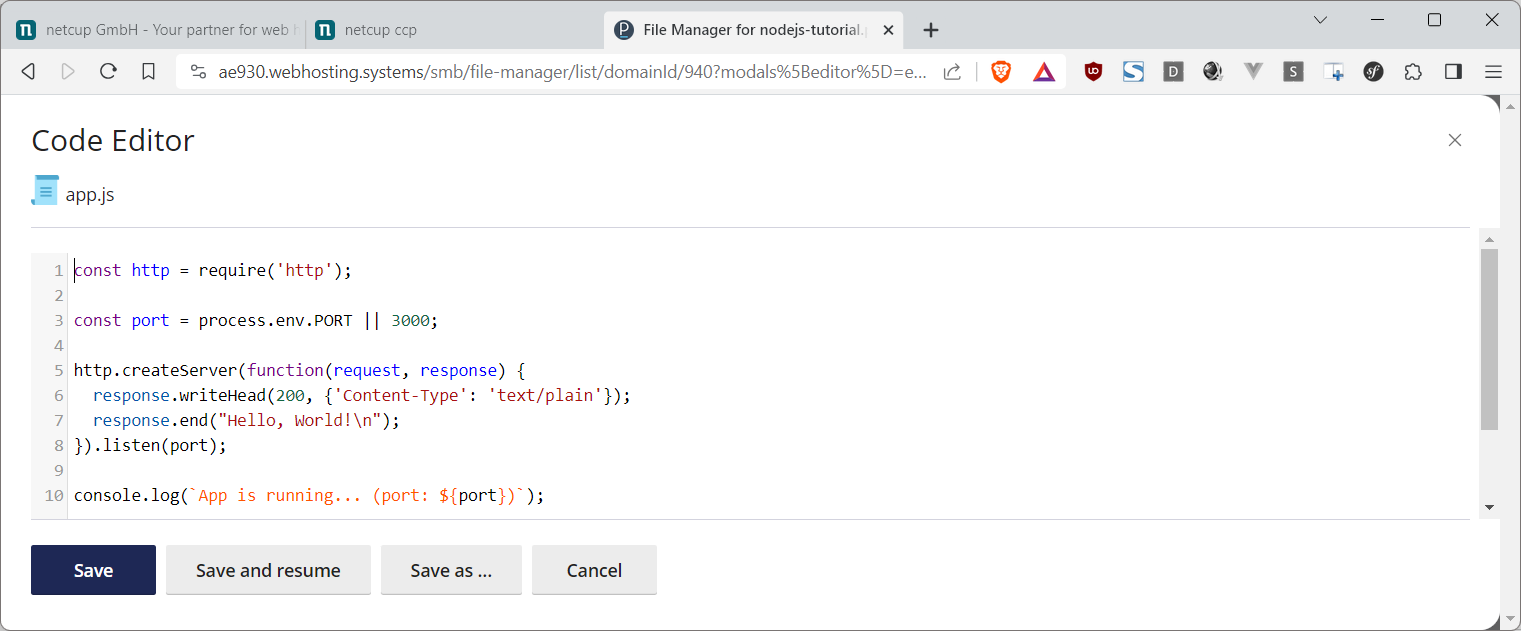 netcup GmbH - Your partner for web h
netcup ccp
File Manager for nodejs-tutorial.
ae930.webhosting.systems/smb/file-manager/list/domainId/940?modals%5Beditor%5D=e...
Code Editor
app.js
1 const http = require('http');
2
3 const port = process.env.PORT || 3000;
4
5 http.createServer(function(request, response) {
6   response.writeHead(200, {'Content-Type': 'text/plain'});
7   response.end("Hello, World!\n");
8 }).listen(port);
9
10 console.log(`App is running... (port: ${port})`);
Save
Save and resume
Save as ...
Cancel